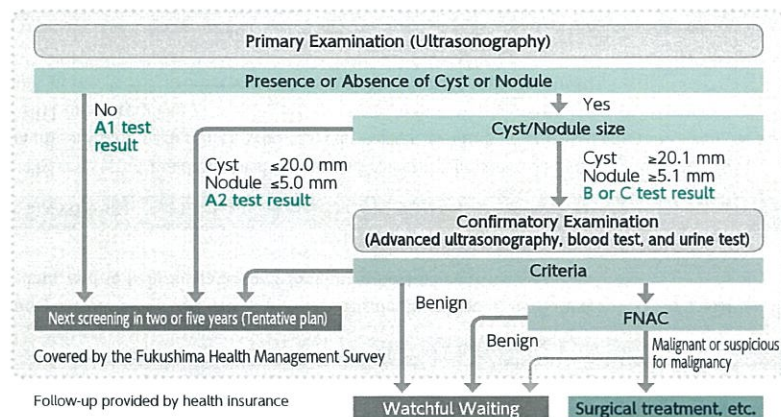 Primary Examination (Ultrasonography)
Presence or Absence of Cyst or Nodule
No
A1 test
result
Yes
Cyst/Nodule size
Cyst ≤20.0 mm
Nodule ≤5.0 mm
A2 test result
Cyst ≥20.1 mm
Nodule ≥5.1 mm
B or C test result
Confirmatory Examination
(Advanced ultrasonography, blood test, and urine test)
Criteria
Next screening in two or five years (Tentative plan)
Benign
FNAC
Benign
Malignant or suspicious
for malignancy
Covered by the Fukushima Health Management Survey
Follow-up provided by health insurance
Watchful Waiting
Surgical treatment, etc.